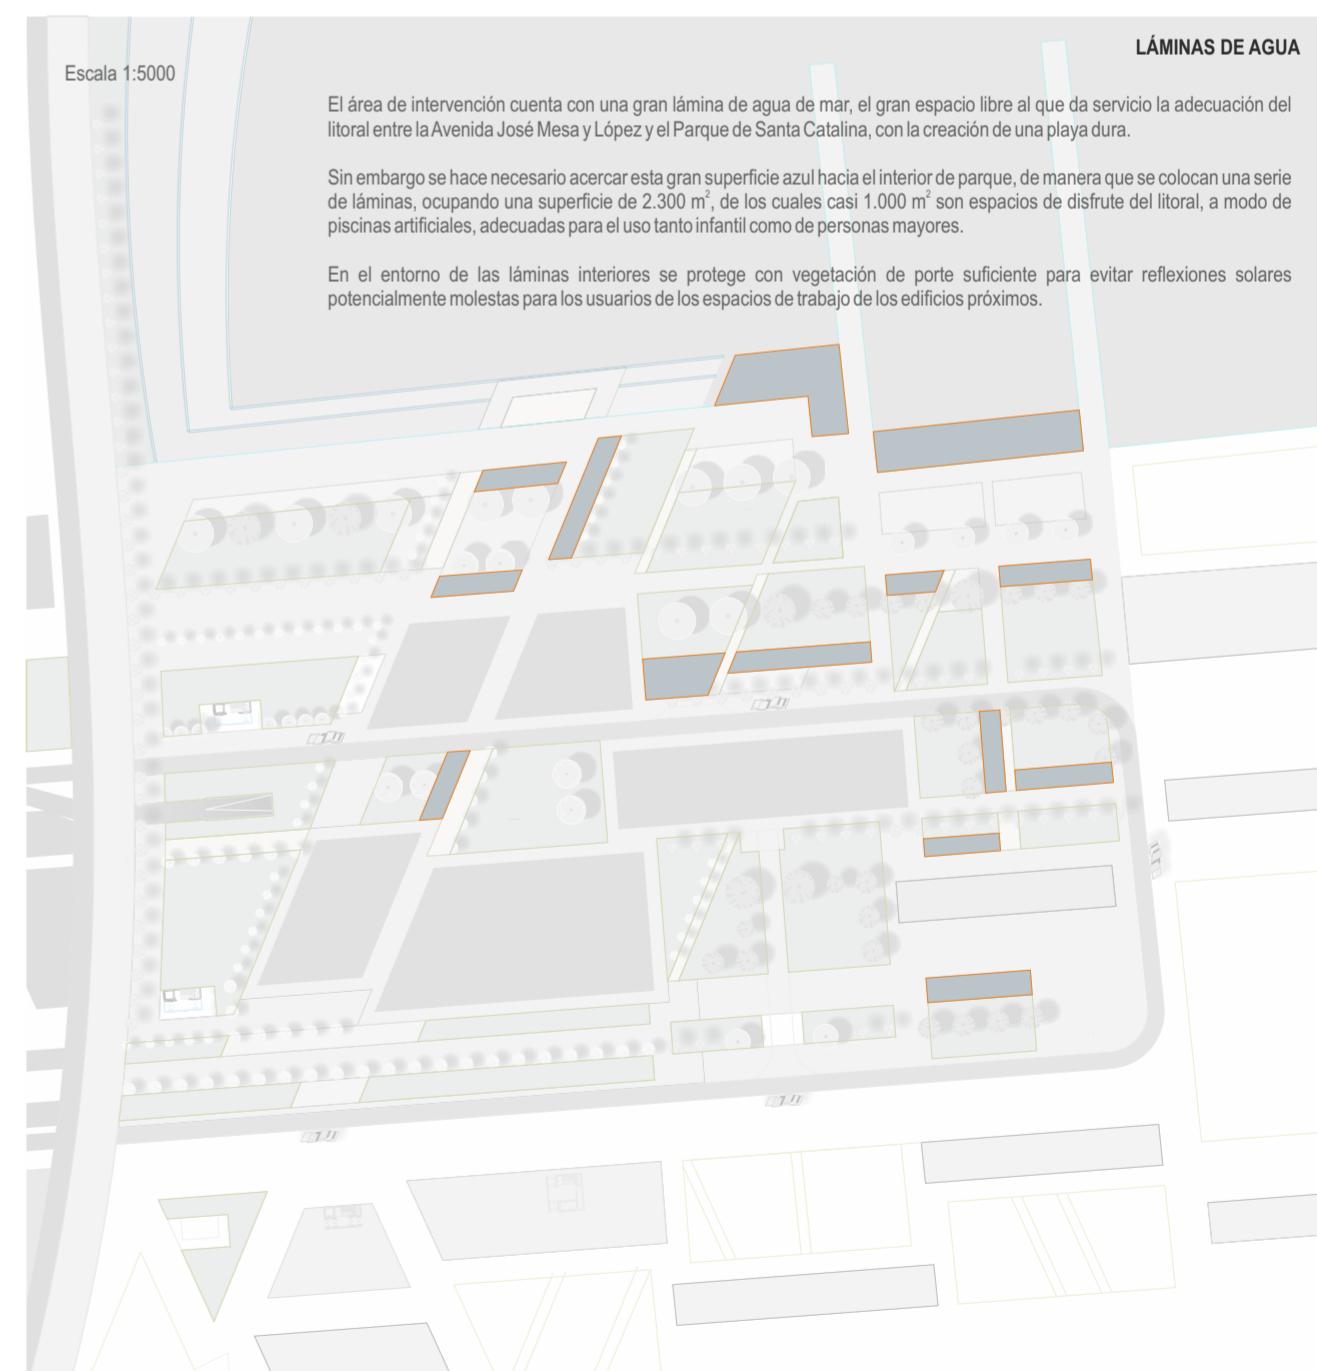 LÁMINAS DE AGUA
Escala 1:5000
El área de intervención cuenta con una gran lámina de agua de mar, el gran espacio libre al que da servicio la adecuación del
litoral entre la Avenida José Mesa y López y el Parque de Santa Catalina, con la creación de una playa dura.
Sin embargo se hace necesario acercar esta gran superficie azul hacia el interior de parque, de manera que se colocan una serie
de láminas, ocupando una superficie de 2.300 m², de los cuales casi 1.000 m² son espacios de disfrute del litoral, a modo de
piscinas artificiales, adecuadas para el uso tanto infantil como de personas mayores.
En el entorno de las láminas interiores se protege con vegetación de porte suficiente para evitar reflexiones solares
potencialmente molestas para los usuarios de los espacios de trabajo de los edificios próximos.